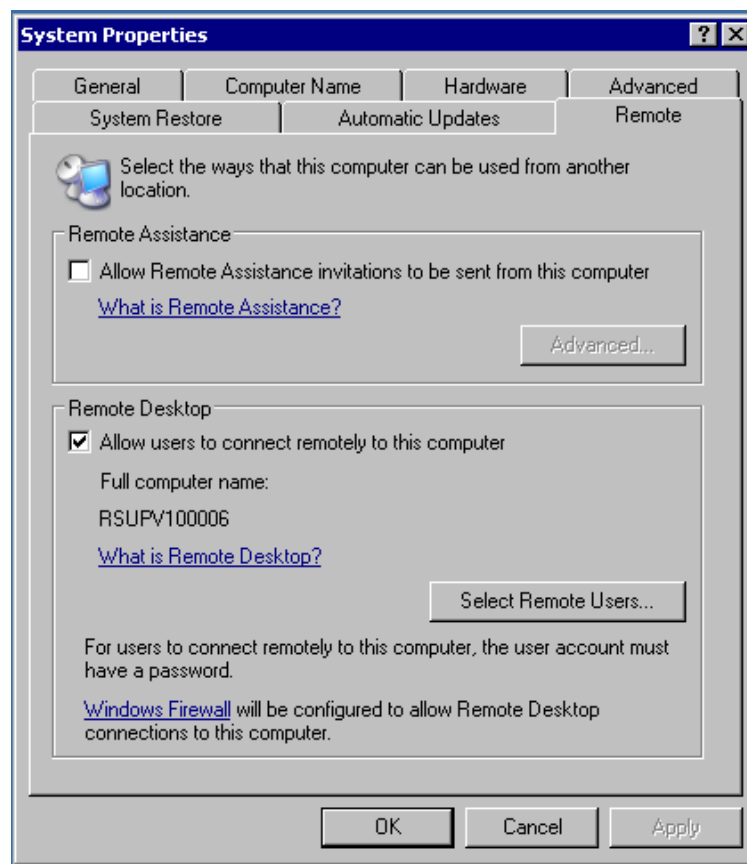 System Properties
General
Computer Name
Hardware
Advanced
System Restore
Automatic Updates
Remote
Select the ways that this computer can be used from another
location.
Remote Assistance
Allow Remote Assistance invitations to be sent from this computer
What is Remote Assistance?
Advanced...
Remote Desktop
Allow users to connect remotely to this computer
Full computer name:
RSUPV100006
What is Remote Desktop?
Select Remote Users...
For users to connect remotely to this computer, the user account must
have a password.
Windows Firewall will be configured to allow Remote Desktop
connections to this computer.
OK
Cancel
Apply